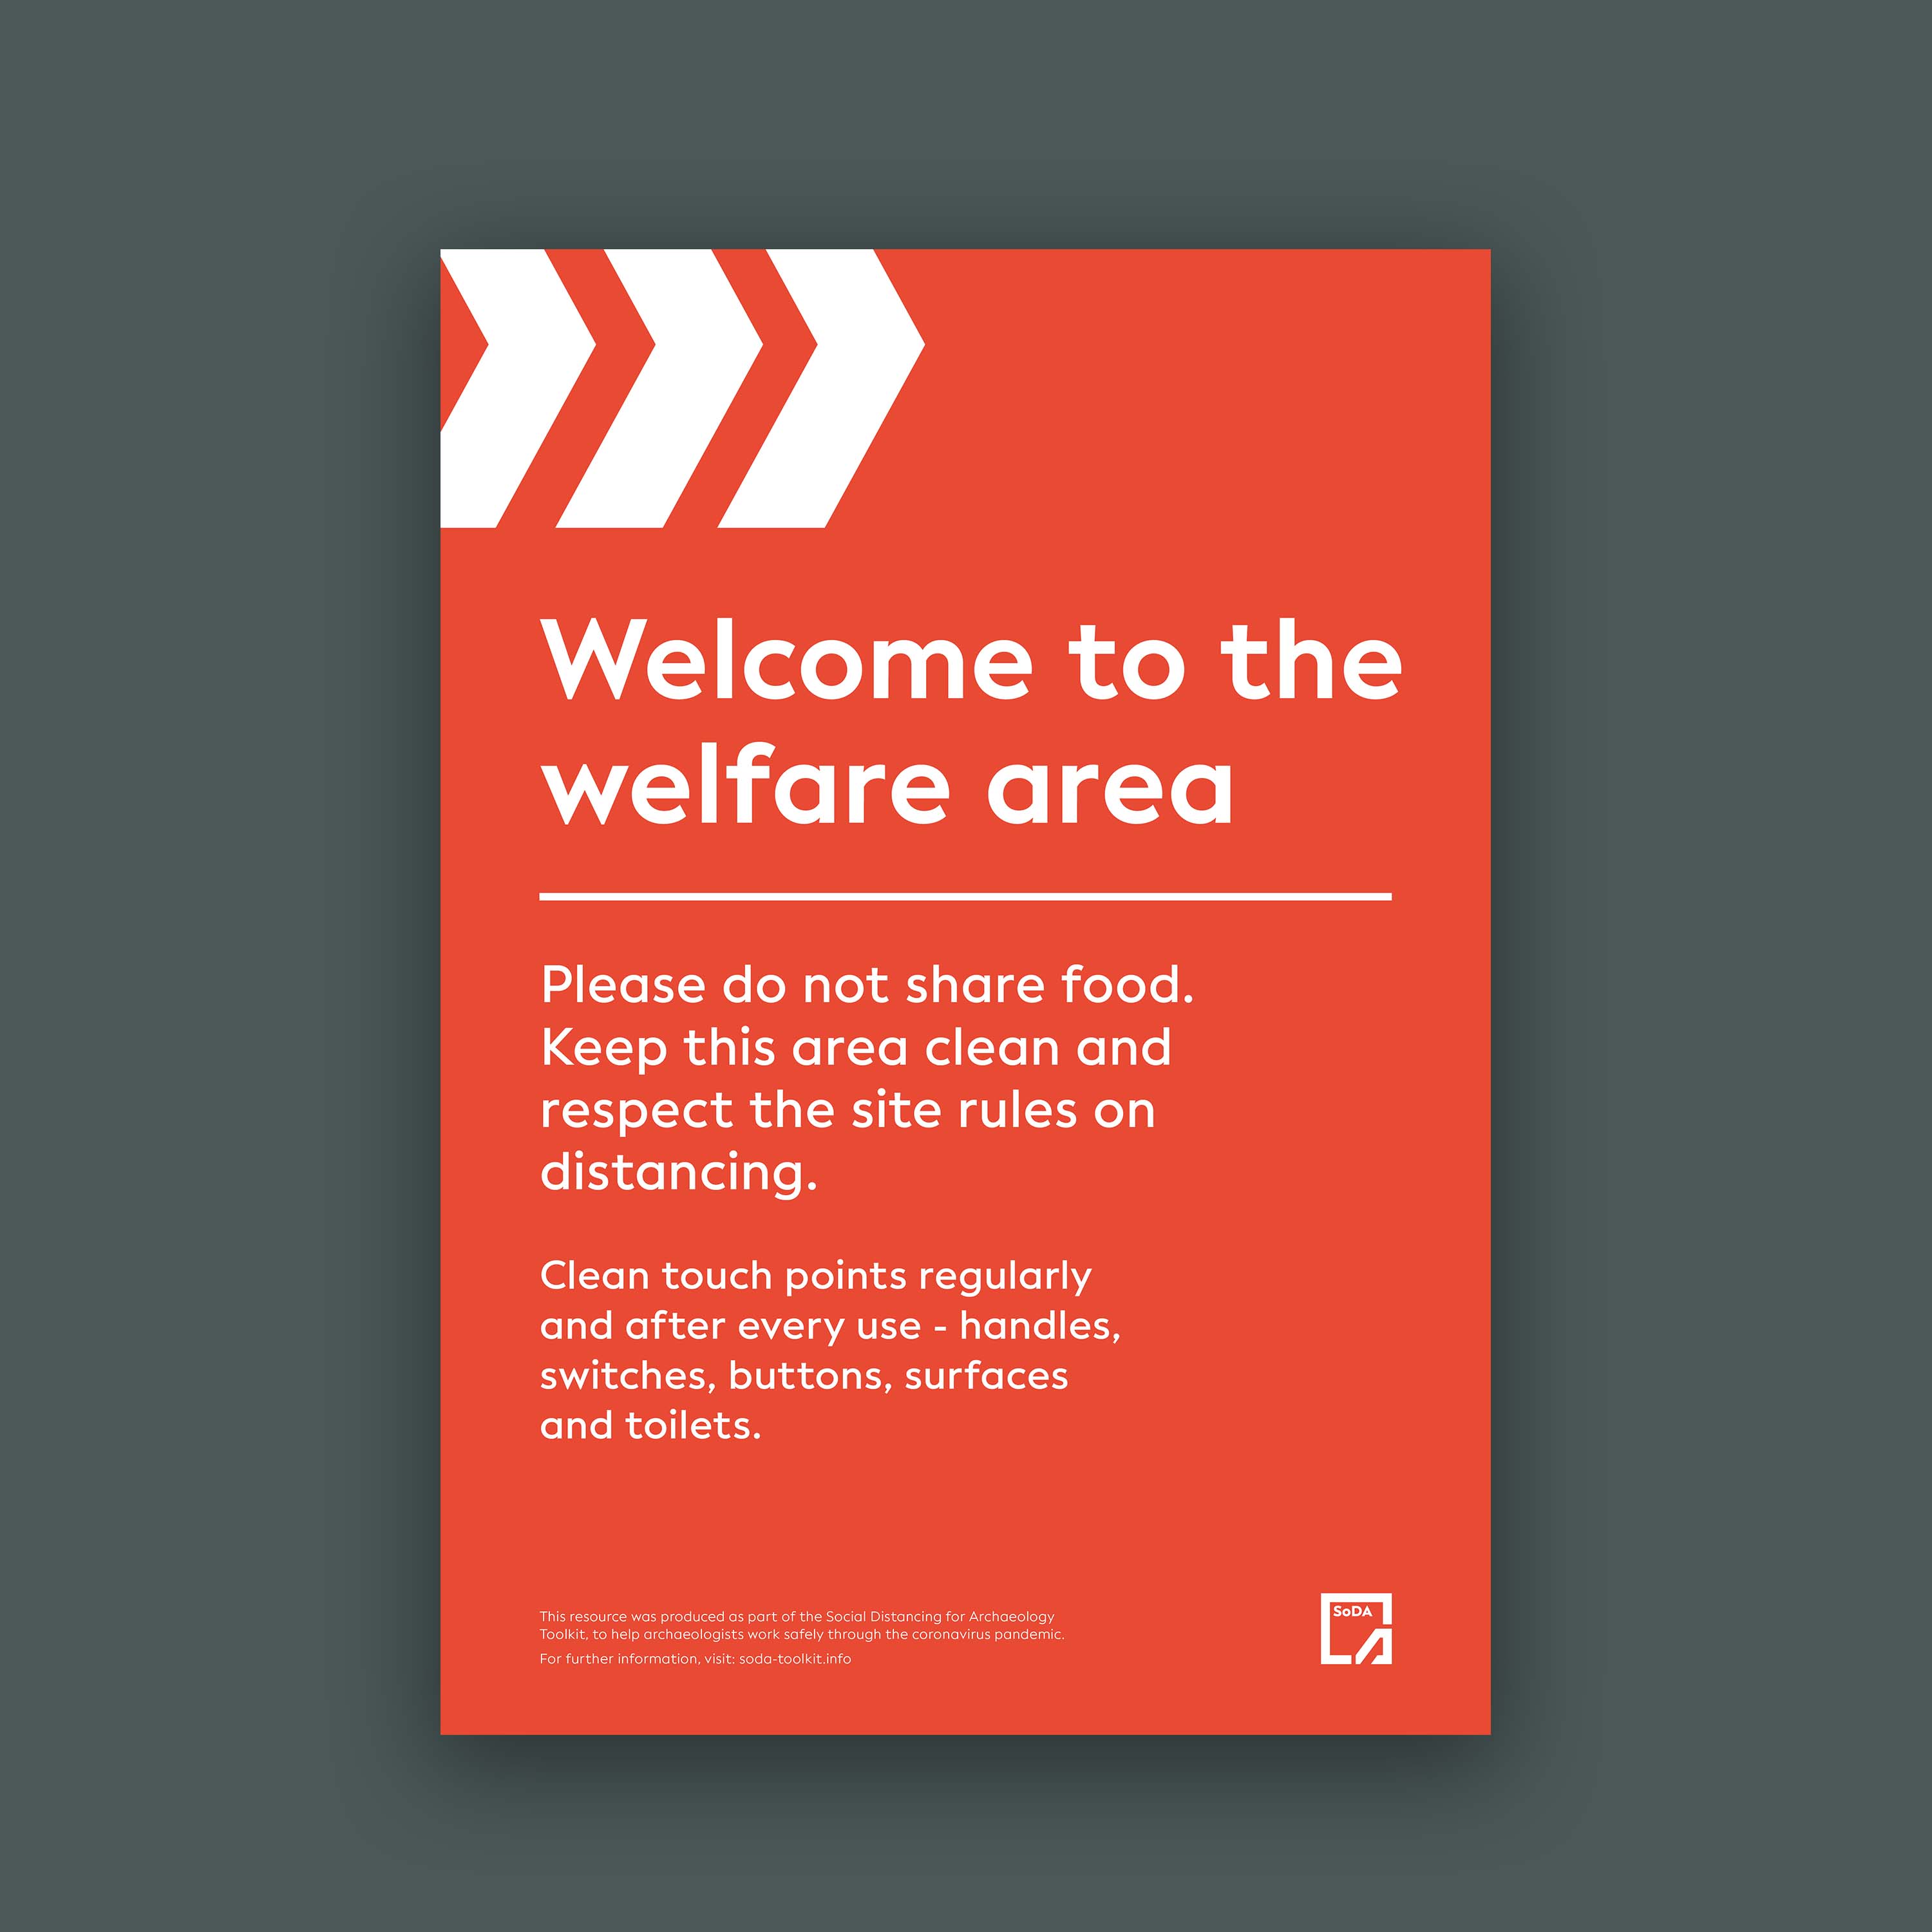 Welcome to the
welfare area
Please do not share food.
Keep this area clean and
respect the site rules on
distancing.
Clean touch points regularly
and after every use - handles,
switches, buttons, surfaces
and toilets.
This resource was produced as part of the Social Distancing for Archaeology
Toolkit, to help archaeologists work safely through the coronavirus pandemic.
For further information, visit: soda-toolkit.info
SoDA